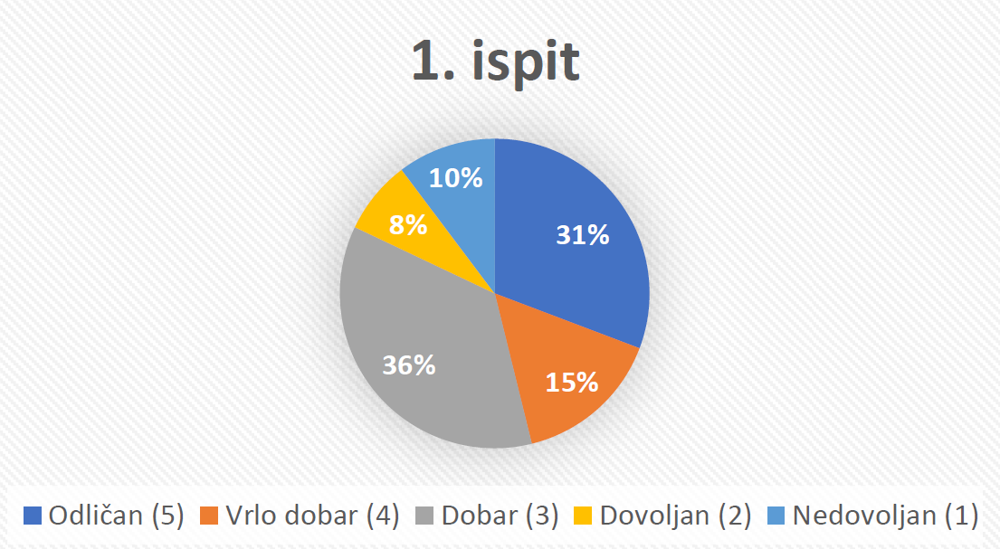 1. ispit
10%
31%
8%
36%
15%
Odličan (5) Vrlo dobar (4) Dobar (3) Dovoljan (2) Nedovoljan (1)